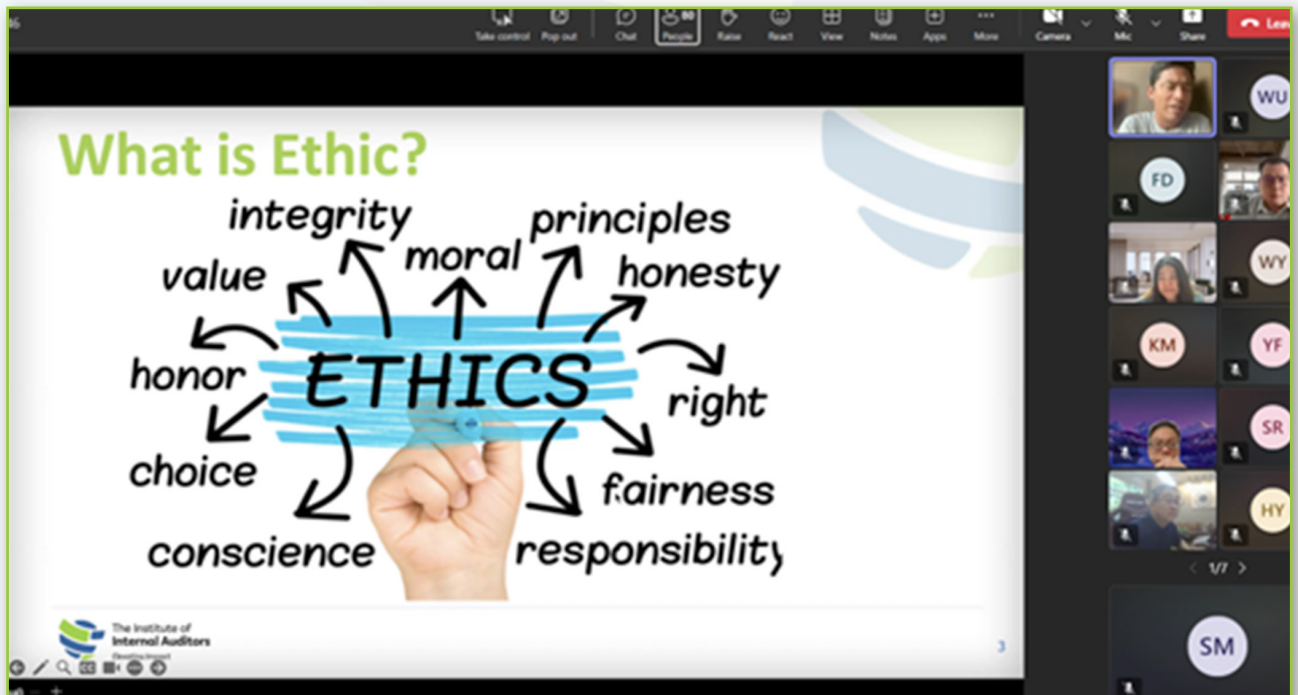 Take control Pop out Chat People 80 Raise React View Notes Apps More Camera Mic Share
What is Ethic?
integrity
principles
moral
value
honesty
honor
ETHICS
right
choice
fairness
conscience
responsibility
The Institute of
Internal Auditors
3
WU
FD
WY
KM
YF
SR
HY
1/7
SM